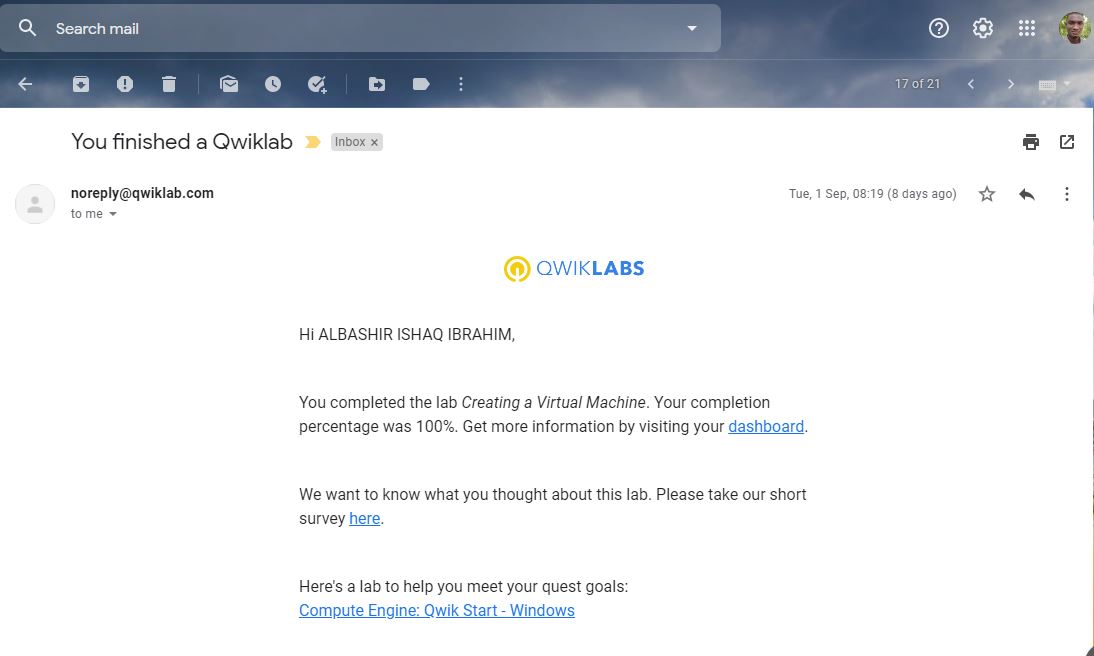 Search mail
17 of 21
You finished a Qwiklab
Inbox x
noreply@qwiklab.com
Tue, 1 Sep, 08:19 (8 days ago)
to me
QWIKLABS
Hi ALBASHIR ISHAQ IBRAHIM,
You completed the lab Creating a Virtual Machine. Your completion
percentage was 100%. Get more information by visiting your dashboard.
We want to know what you thought about this lab. Please take our short
survey here.
Here's a lab to help you meet your quest goals:
Compute Engine: Qwik Start - Windows